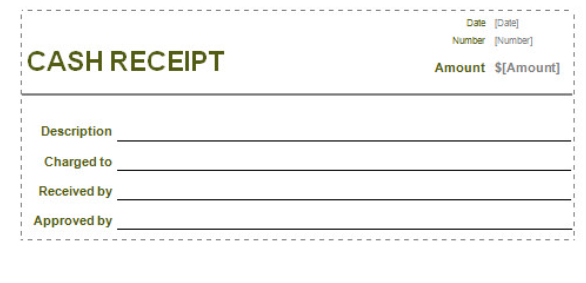 Date [Date]
Number [Number]
CASH RECEIPT
Amount $[Amount]
Description
Charged to
Received by
Approved by